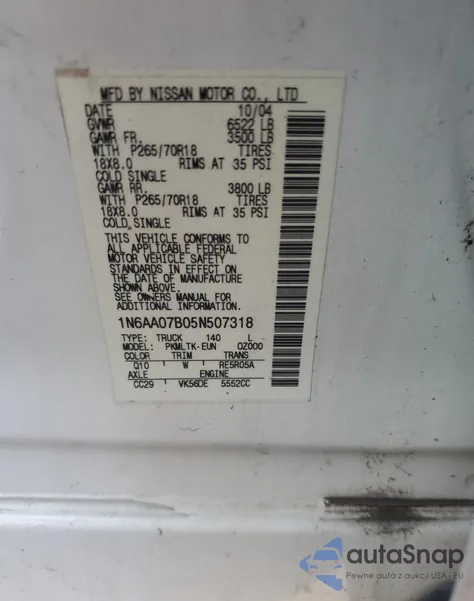 MFD BY NISSAN MOTOR CO., LTD
DATE 10/04
GVWR 6522 LB
GAWR FR. 3500 LB
WITH P265/70R18 TIRES
18X8.0 RIMS AT 35 PSI
COLD SINGLE
GAWR RR. 3800 LB
WITH P265/70R18 TIRES
18X8.0 RIMS AT 35 PSI
COLD SINGLE
THIS VEHICLE CONFORMS TO
ALL APPLICABLE FEDERAL
MOTOR VEHICLE SAFETY
STANDARDS IN EFFECT ON
THE DATE OF MANUFACTURE
SHOWN ABOVE.
SEE OWNERS MANUAL FOR
ADDITIONAL INFORMATION.
1N6AA07B05N507318
TYPE: TRUCK 140 L
MODEL: PKMLTK-EUN OZ000
COLOR TRIM TRANS
Q10 W RE5R05A
AXLE ENGINE
CC29 VK56DE 5552CC
autaSnap
Pewne auta z aukcji USA i EU